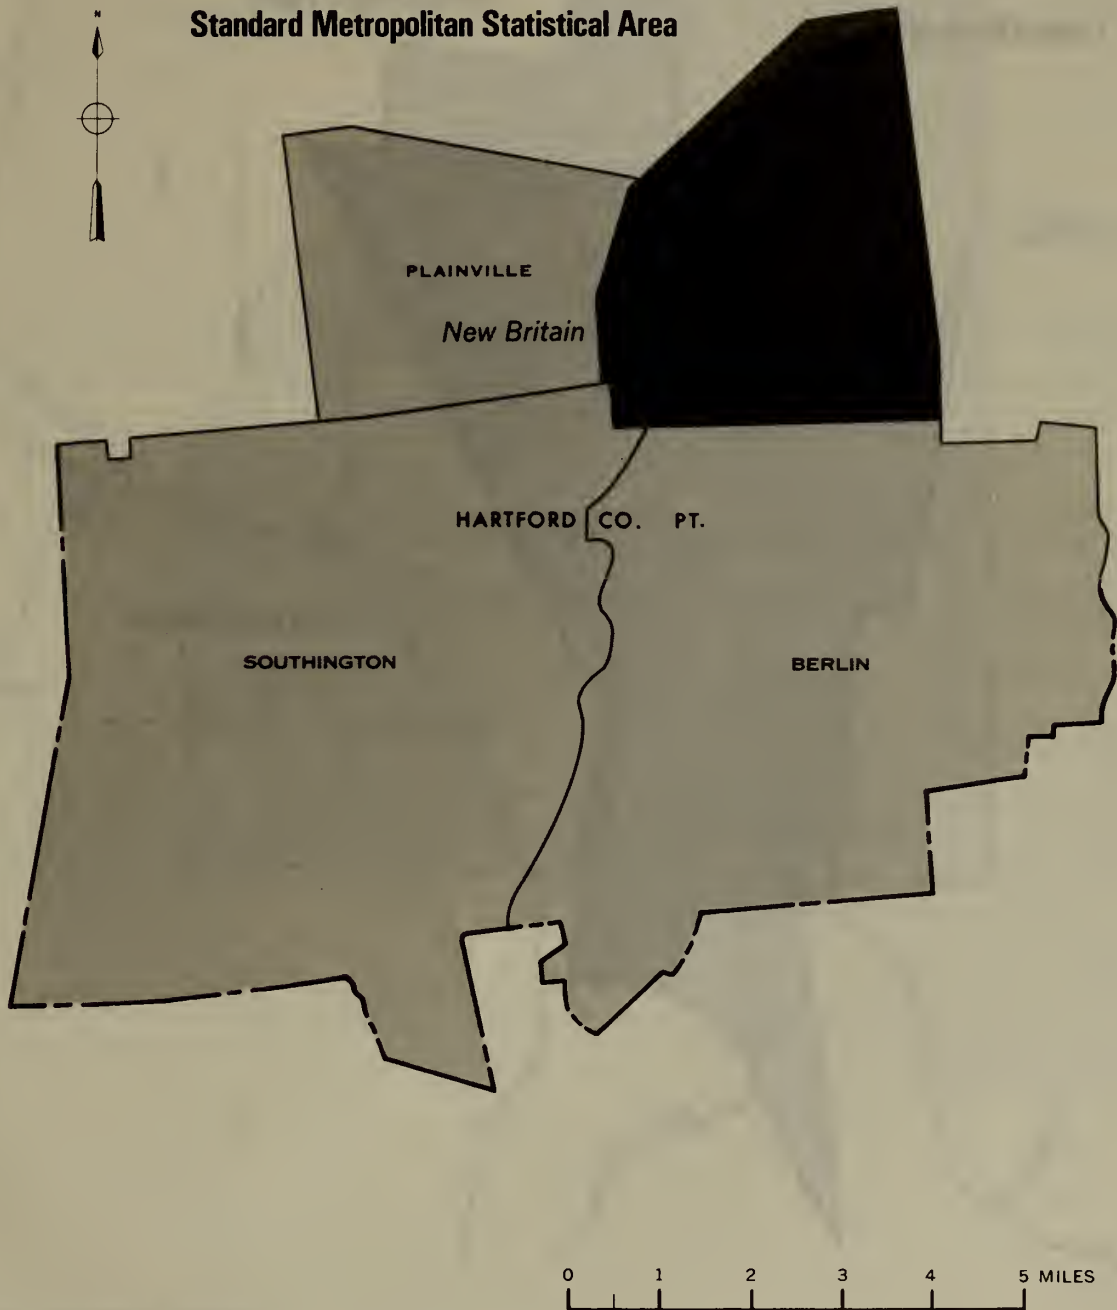 N
Standard Metropolitan Statistical Area
PLAINVILLE
New Britain
HARTFORD CO. PT.
SOUTHINGTON
BERLIN
0 1 2 3 4 5 MILES